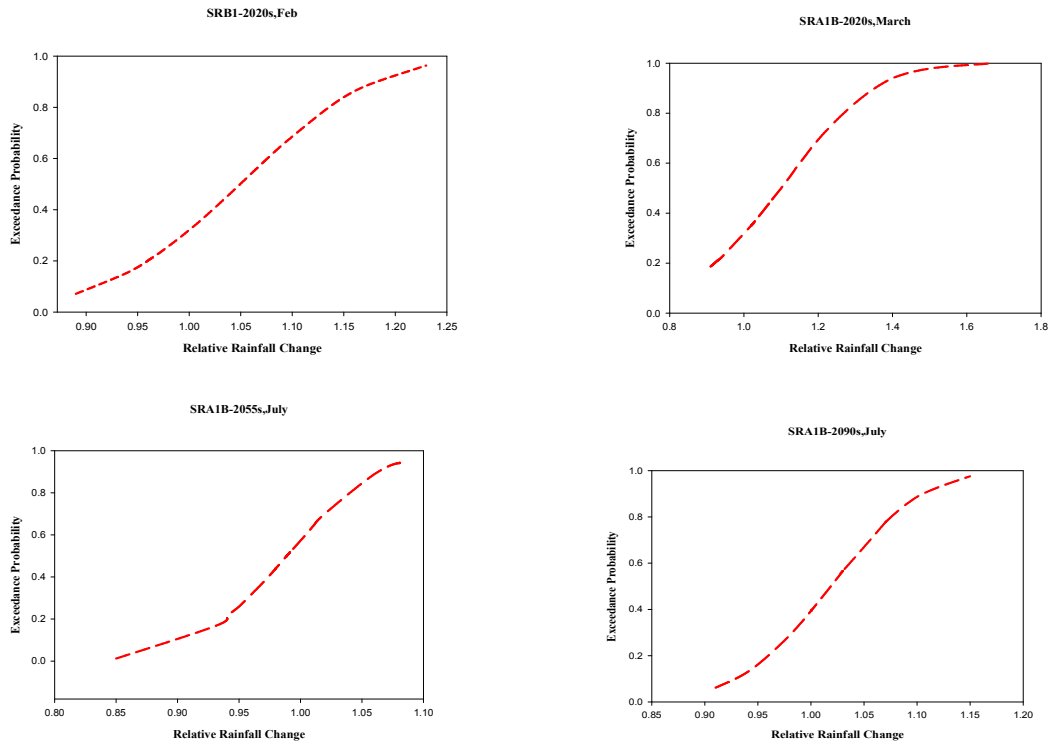 SRB1-2020s,Feb
1.0
0.8
0.6
0.4
0.2
0.0
Exceedance Probability
0.90 0.95 1.00 1.05 1.10 1.15 1.20 1.25
Relative Rainfall Change
SRA1B-2020s,March
1.0
0.8
0.6
0.4
0.2
0.0
Exceedance Probability
0.8 1.0 1.2 1.4 1.6 1.8
Relative Rainfall Change
SRA1B-2055s,July
1.0
0.8
0.6
0.4
0.2
0.0
Exceedance Probability
0.80 0.85 0.90 0.95 1.00 1.05 1.10
Relative Rainfall Change
SRA1B-2090s,July
1.0
0.8
0.6
0.4
0.2
0.0
Exceedance Probability
0.85 0.90 0.95 1.00 1.05 1.10 1.15 1.20
Relative Rainfall Change